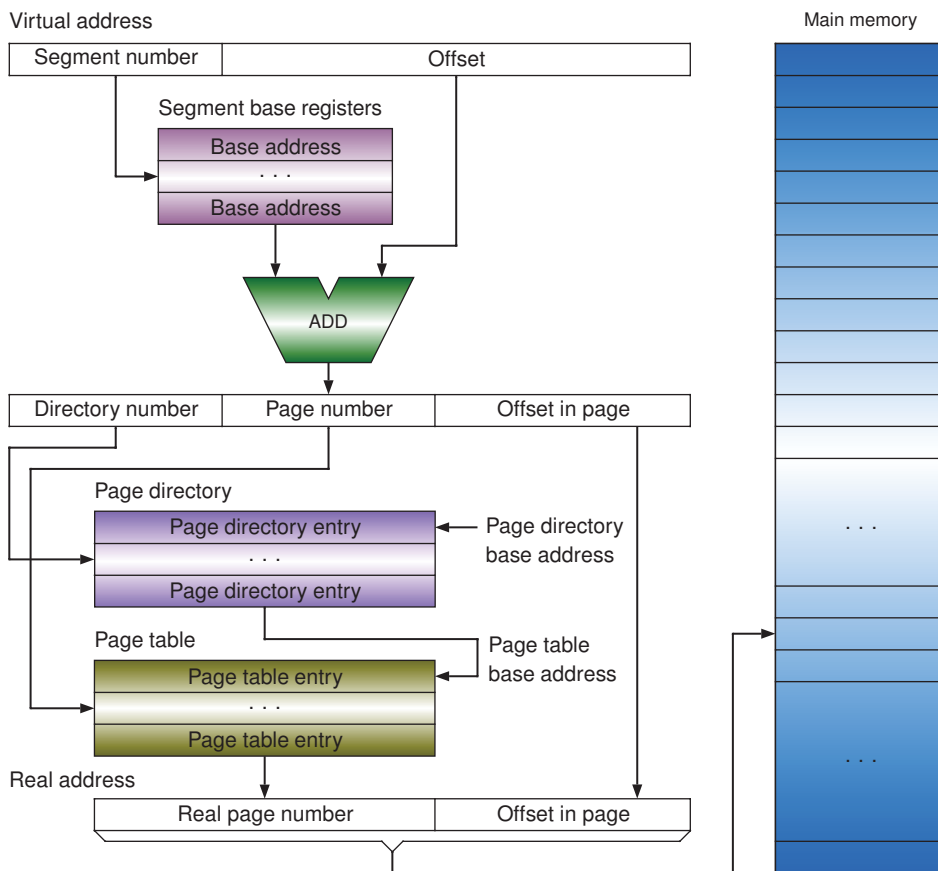 Virtual address
Main memory
Segment number
Offset
Segment base registers
Base address
. . .
Base address
ADD
Directory number
Page number
Offset in page
Page directory
Page directory entry
Page directory
base address
. . .
Page directory entry
Page table
Page table
base address
Page table entry
. . .
Page table entry
Real address
Real page number
Offset in page
. . .
. . .